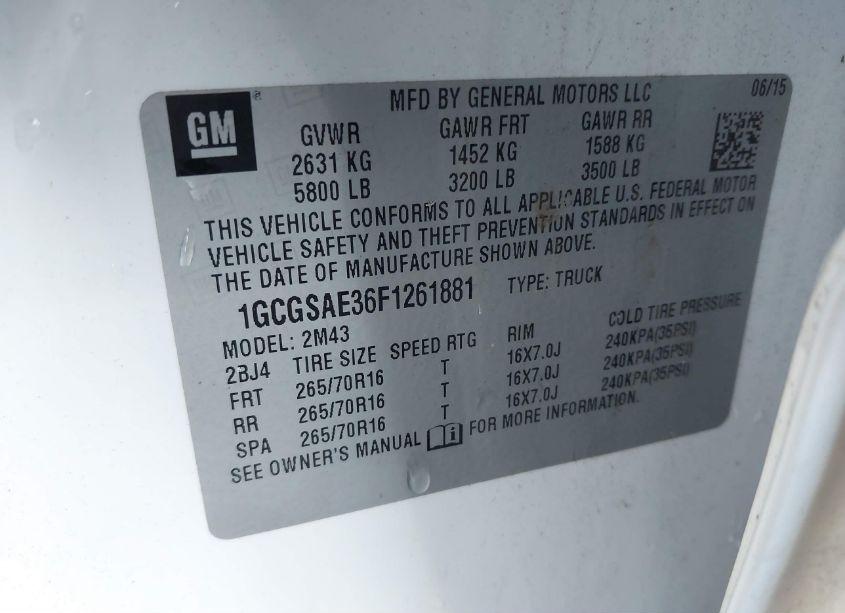 GM
MFD BY GENERAL MOTORS LLC 06/15
GVWR GAWR FRT GAWR RR
2631 KG 1452 KG 1588 KG
5800 LB 3200 LB 3500 LB
THIS VEHICLE CONFORMS TO ALL APPLICABLE U.S. FEDERAL MOTOR
VEHICLE SAFETY AND THEFT PREVENTION STANDARDS IN EFFECT ON
THE DATE OF MANUFACTURE SHOWN ABOVE.
1GCGSAE36F1261881 TYPE: TRUCK
MODEL: 2M43
2BJ4 TIRE SIZE SPEED RTG RIM COLD TIRE PRESSURE
FRT 265/70R16 T 16X7.0J 240KPA(35PSI)
RR 265/70R16 T 16X7.0J 240KPA(35PSI)
SPA 265/70R16 T 16X7.0J 240KPA(35PSI)
SEE OWNER'S MANUAL FOR MORE INFORMATION.